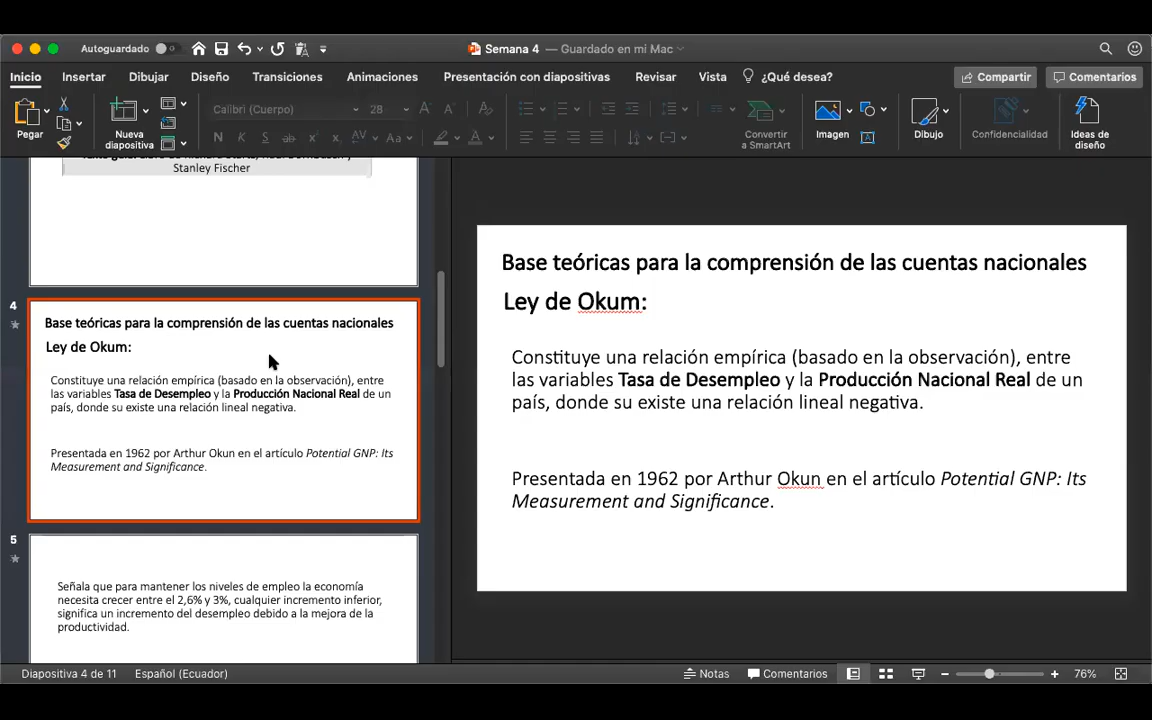 Autoguardado
Semana 4 — Guardado en mi Mac
Inicio Insertar Dibujar Diseño Transiciones Animaciones Presentación con diapositivas Revisar Vista ¿Qué desea? Compartir Comentarios
Calibri (Cuerpo) 28
Pegar
Nueva diapositiva
Convertir a SmartArt
Imagen
Dibujo
Confidencialidad
Ideas de diseño
Stanley Fischer
4
Base teóricas para la comprensión de las cuentas nacionales
Ley de Okum:
Constituye una relación empírica (basado en la observación), entre
las variables Tasa de Desempleo y la Producción Nacional Real de un
país, donde su existe una relación lineal negativa.
Presentada en 1962 por Arthur Okun en el artículo Potential GNP: Its
Measurement and Significance.
5
Señala que para mantener los niveles de empleo la economía
necesita crecer entre el 2,6% y 3%, cualquier incremento inferior,
significa un incremento del desempleo debido a la mejora de la
productividad.
Base teóricas para la comprensión de las cuentas nacionales
Ley de Okum:
Constituye una relación empírica (basado en la observación), entre
las variables Tasa de Desempleo y la Producción Nacional Real de un
país, donde su existe una relación lineal negativa.
Presentada en 1962 por Arthur Okun en el artículo Potential GNP: Its
Measurement and Significance.
Diapositiva 4 de 11 Español (Ecuador) Notas Comentarios 76%